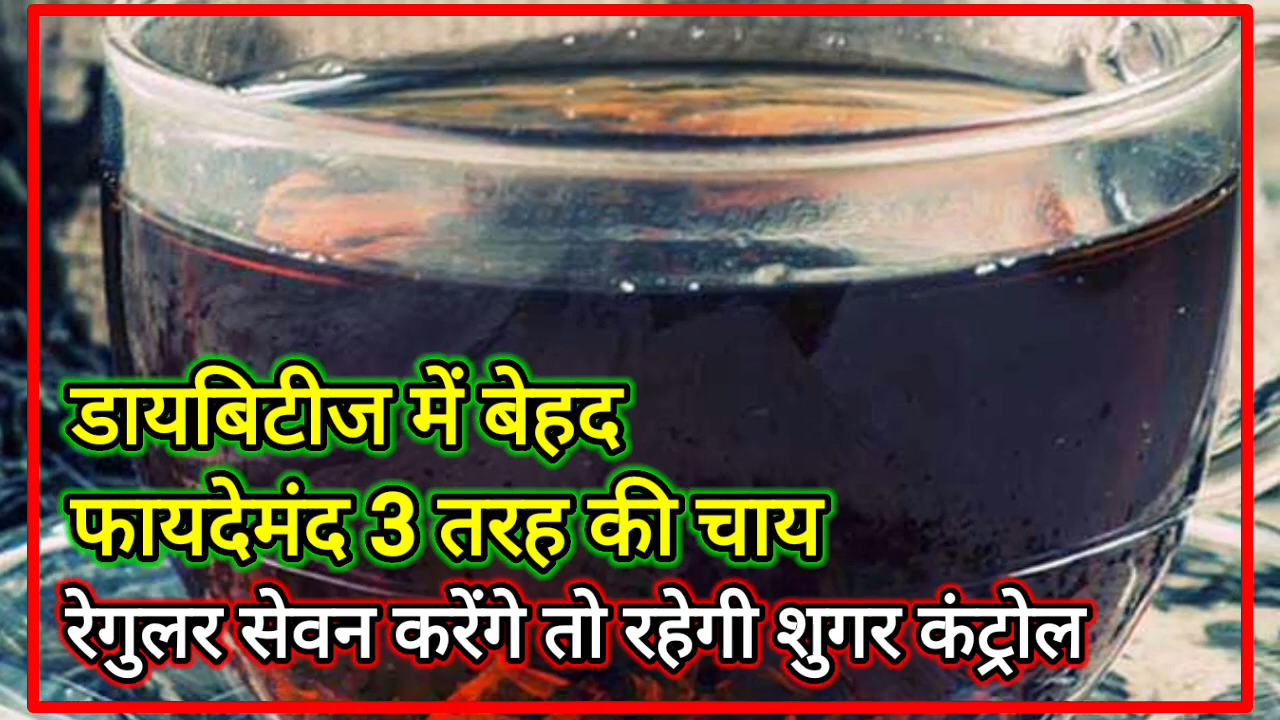 डायबिटीज में बेहद
फायदेमंद 3 तरह की चाय
रेगुलर सेवन करेंगे तो रहेगी शुगर कंट्रोल